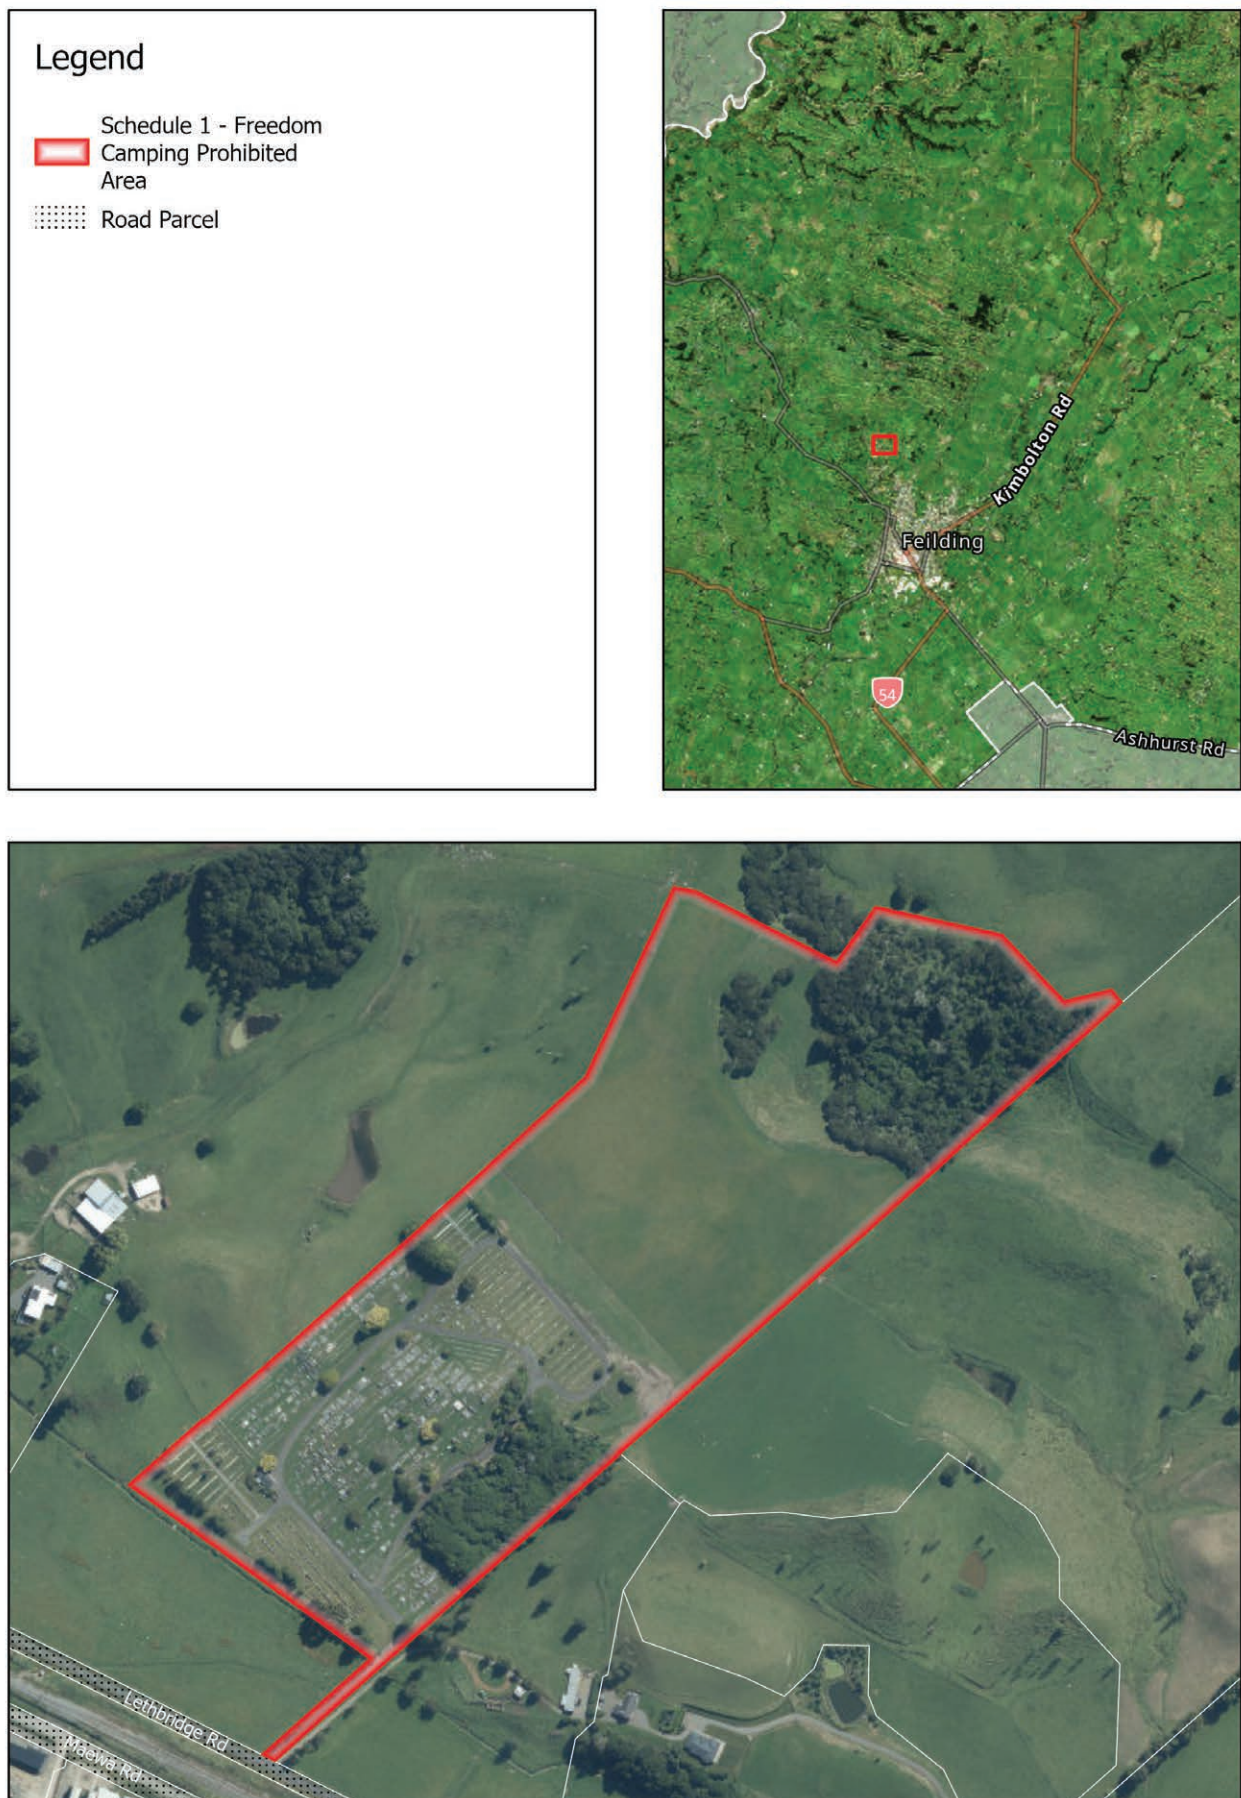 Legend
Schedule 1 - Freedom
Camping Prohibited
Area
Road Parcel
Kimbolton Rd
Feilding
54
Ashhurst Rd
Lethbridge Rd
Maewa Rd